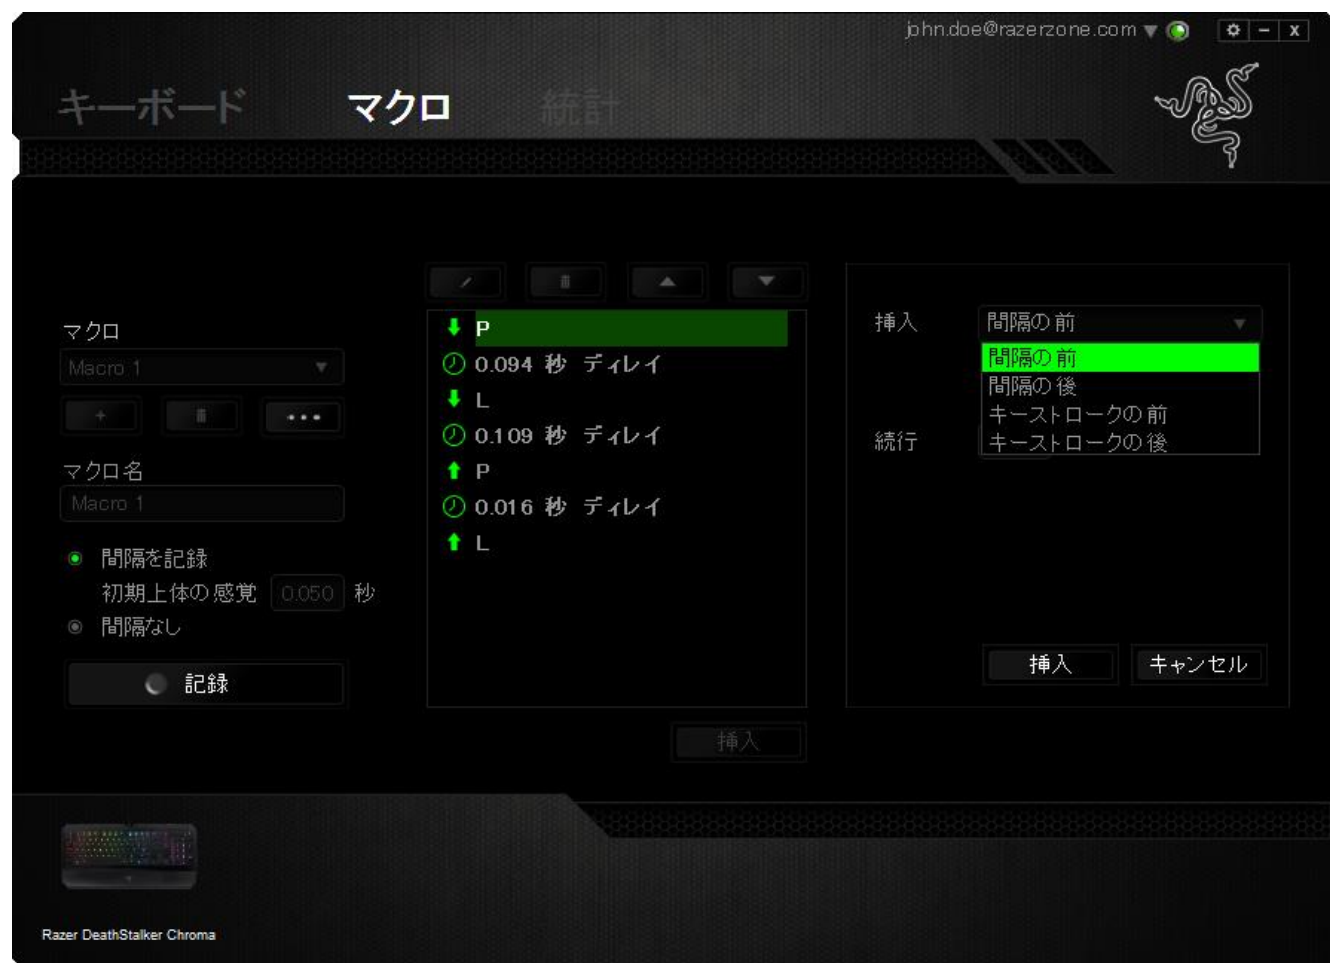 john.doe@razerzone.com
キーボード マクロ 統計
マクロ
Macro 1
マクロ名
Macro 1
間隔を記録
初期上体の感覚 0.050 秒
間隔なし
記録
P
0.094 秒 ディレイ
L
0.109 秒 ディレイ
P
0.016 秒 ディレイ
L
挿入
挿入 間隔の前
間隔の前
間隔の後
キーストロークの前
キーストロークの後
続行
挿入 キャンセル
Razer DeathStalker Chroma